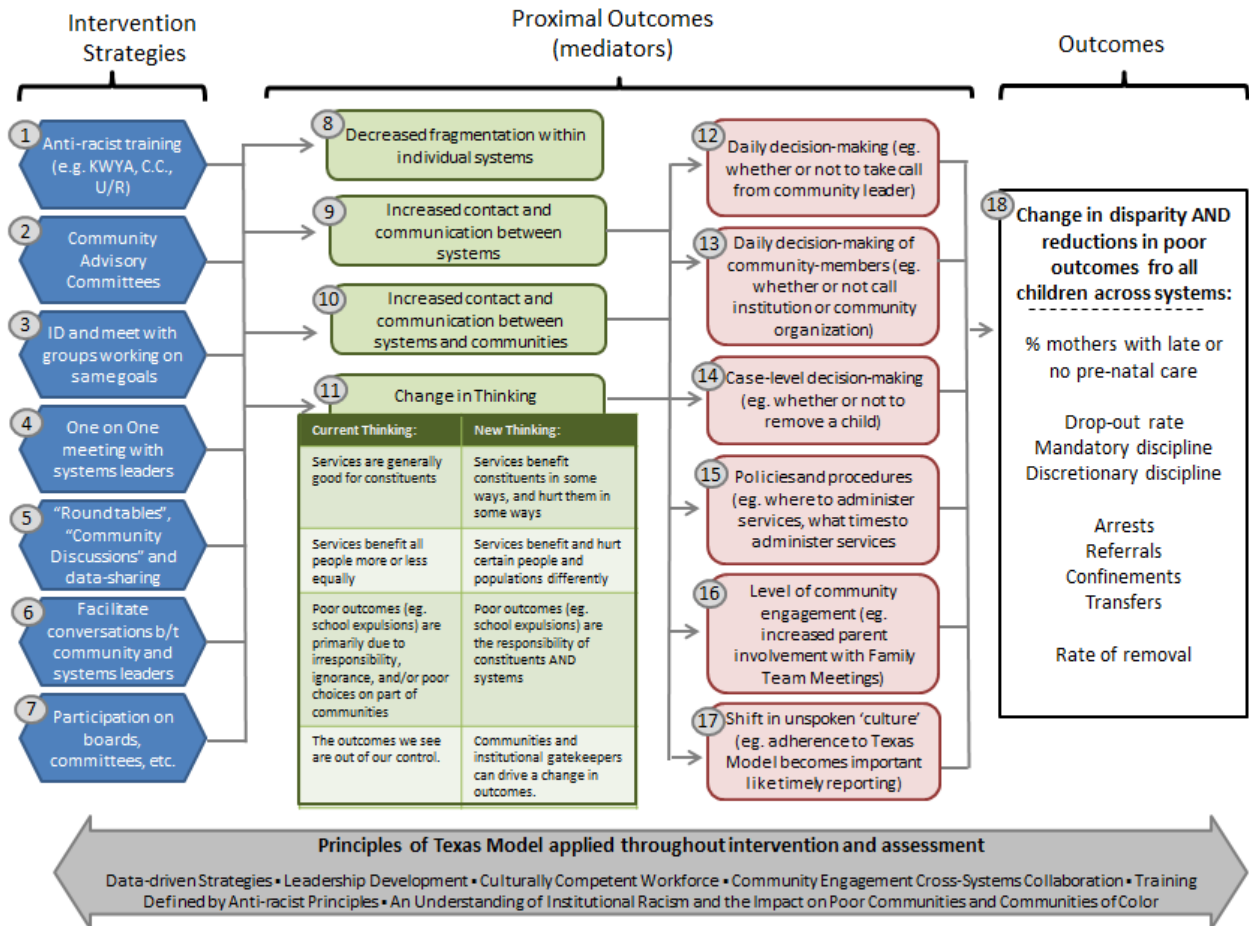 Intervention
Strategies
Proximal Outcomes
(mediators)
Outcomes
1
Anti-racist training
(e.g. KWYA, C.C.,
U/R)
2
Community
Advisory
Committees
3
ID and meet with
groups working on
same goals
4
One on One
meeting with
systems leaders
5
“Round tables”,
“Community
Discussions” and
data-sharing
6
Facilitate
conversations b/t
community and
systems leaders
7
Participation on
boards,
committees, etc.
8
Decreased fragmentation within
individual systems
9
Increased contact and
communication between
systems
10
Increased contact and
communication between
systems and communities
11
Change in Thinking
Current Thinking:
New Thinking:
Services are generally
good for constituents
Services benefit
constituents in some
ways, and hurt them in
some ways
Services benefit all
people more or less
equally
Services benefit and hurt
certain people and
populations differently
Poor outcomes (eg.
school expulsions) are
primarily due to
irresponsibility,
ignorance, and/or poor
choices on part of
communities
Poor outcomes (eg.
school expulsions) are
the responsibility of
constituents AND
systems
The outcomes we see
are out of our control.
Communities and
institutional gatekeepers
can drive a change in
outcomes.
12
Daily decision-making (eg.
whether or not to take call
from community leader)
13
Daily decision-making of
community-members (eg.
whether or not call
institution or community
organization)
14
Case-level decision-making
(eg. whether or not to
remove a child)
15
Policies and procedures
(eg. where to administer
services, what times to
administer services
16
Level of community
engagement (eg.
increased parent
involvement with Family
Team Meetings)
17
Shift in unspoken ‘culture’
(eg. adherence to Texas
Model becomes important
like timely reporting)
18
Change in disparity AND
reductions in poor
outcomes fro all
children across systems:
% mothers with late or
no pre-natal care
Drop-out rate
Mandatory discipline
Discretionary discipline
Arrests
Referrals
Confinements
Transfers
Rate of removal
Principles of Texas Model applied throughout intervention and assessment
Data-driven Strategies ▪ Leadership Development ▪ Culturally Competent Workforce ▪ Community Engagement Cross-Systems Collaboration ▪ Training
Defined by Anti-racist Principles ▪ An Understanding of Institutional Racism and the Impact on Poor Communities and Communities of Color